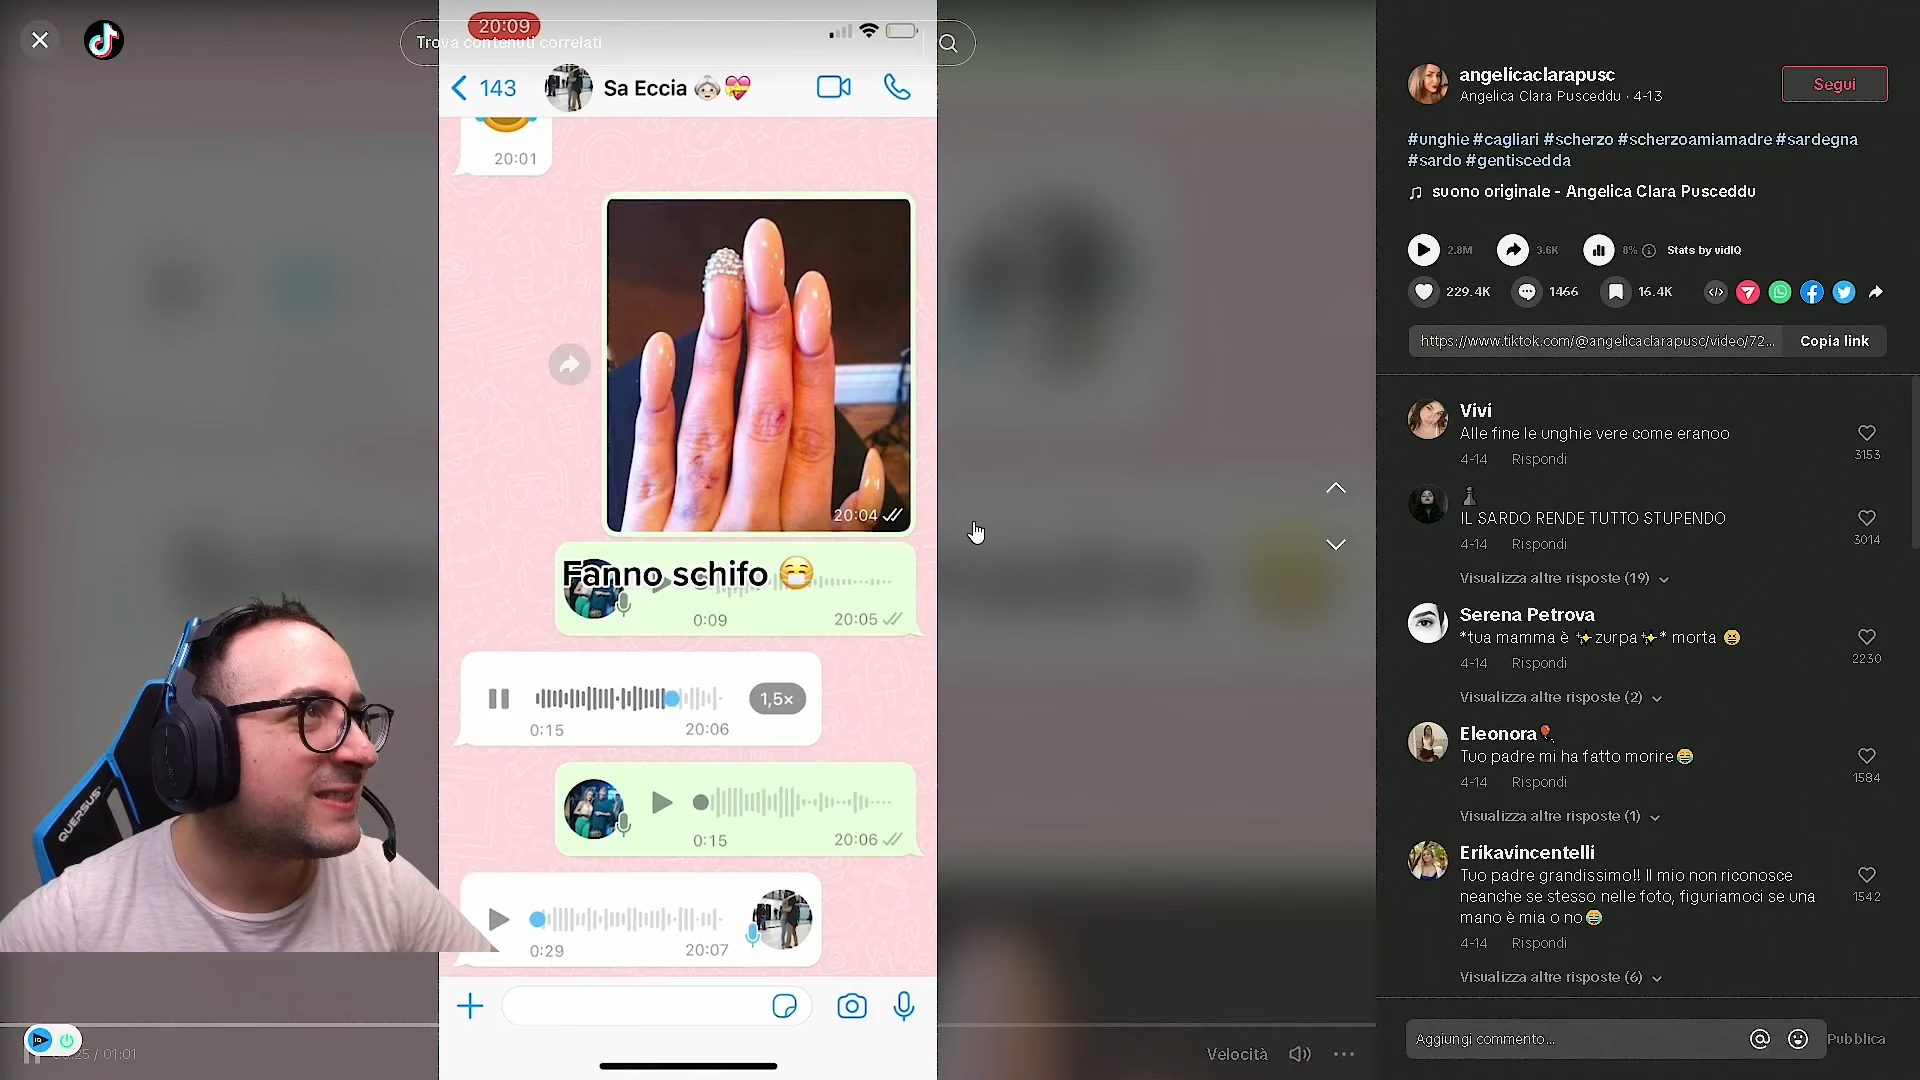 20:09
Trova contenuti correlati
143
Sa Eccia 👵🏻💝
20:01
20:04
Fanno schifo 😷
0:09
20:05
1,5×
0:15
20:06
0:15
20:06
0:29
20:07
QUERSUS
/ 01:01
Velocità
angelicaclarapusc
Angelica Clara Pusceddu · 4-13
Segui
#unghie #cagliari #scherzo #scherzoamiamadre #sardegna
#sardo #gentiscedda
suono originale - Angelica Clara Pusceddu
2.8M
3.6K
8%
Stats by vidIQ
229.4K
1466
16.4K
https://www.tiktok.com/@angelicaclarapusc/video/72...
Copia link
Vivi
Alle fine le unghie vere come eranoo
3153
4-14 Rispondi
IL SARDO RENDE TUTTO STUPENDO
3014
4-14 Rispondi
Visualizza altre risposte (19)
Serena Petrova
*tua mamma è ✨zurpa✨* morta 😆
2230
4-14 Rispondi
Visualizza altre risposte (2)
Eleonora🎈
Tuo padre mi ha fatto morire😂
1584
4-14 Rispondi
Visualizza altre risposte (1)
Erikavincentelli
Tuo padre grandissimo!! Il mio non riconosce
neanche se stesso nelle foto, figuriamoci se una
mano è mia o no😂
1542
4-14 Rispondi
Visualizza altre risposte (6)
Aggiungi commento...
Pubblica